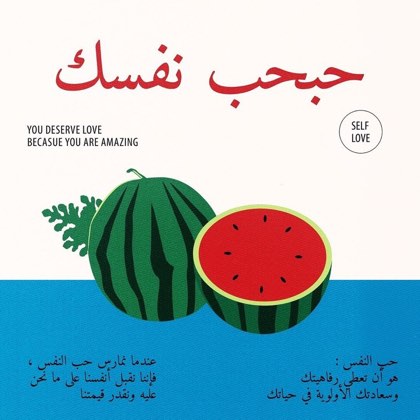 حبحب نفسك
YOU DESERVE LOVE
BECASUE YOU ARE AMAZING
SELF
LOVE
حب النفس :
هو أن تعطي رفاهيتك
وسعادتك الأولوية في حياتك
عندما نمارس حب النفس ،
فإننا نقبل أنفسنا على ما نحن
عليه ونقدر قيمتنا